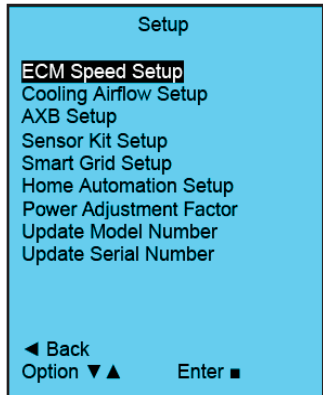 Setup
ECM Speed Setup
Cooling Airflow Setup
AXB Setup
Sensor Kit Setup
Smart Grid Setup
Home Automation Setup
Power Adjustment Factor
Update Model Number
Update Serial Number
◄ Back
Option ▼▲ Enter ■